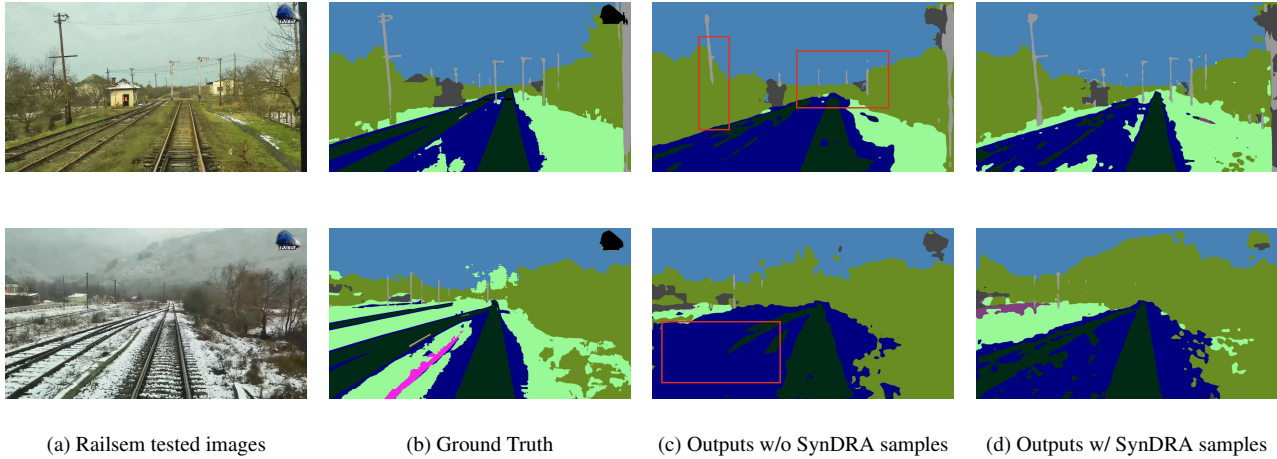 (a) Railsem tested images
(b) Ground Truth
(c) Outputs w/o SynDRA samples
(d) Outputs w/ SynDRA samples